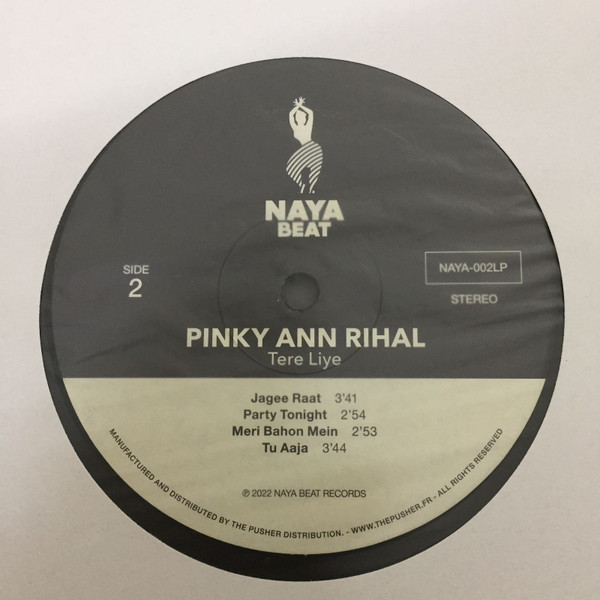 NAYA
BEAT
SIDE
2
NAYA-002LP
STEREO
PINKY ANN RIHAL
Tere Liye
Jagee Raat 3'41
Party Tonight 2'54
Meri Bahon Mein 2'53
Tu Aaja 3'44
℗ 2022 NAYA BEAT RECORDS
MANUFACTURED AND DISTRIBUTED BY THE PUSHER DISTRIBUTION. - WWW.THEPUSHER.FR - ALL RIGHTS RESERVED